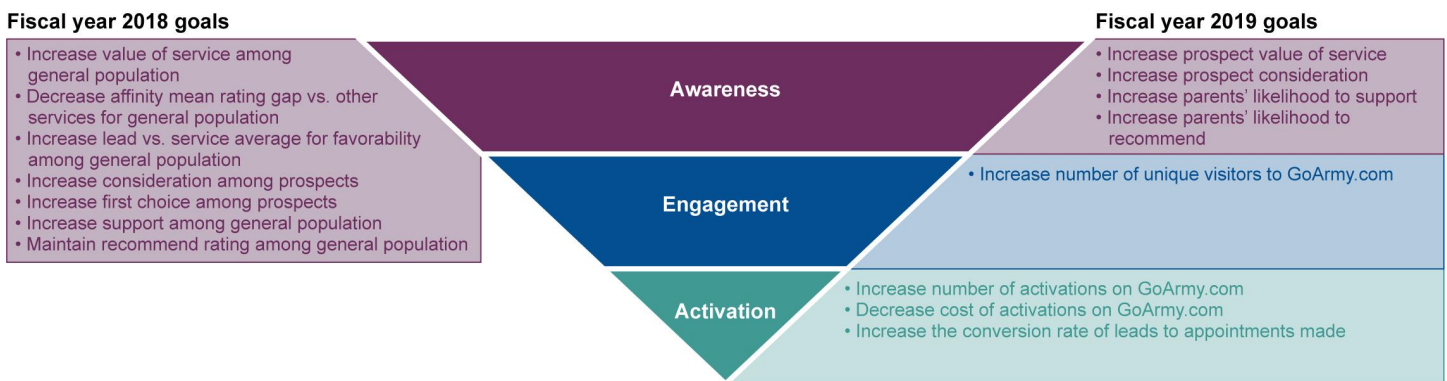 Fiscal year 2018 goals
• Increase value of service among
general population
• Decrease affinity mean rating gap vs. other
services for general population
• Increase lead vs. service average for favorability
among general population
• Increase consideration among prospects
• Increase first choice among prospects
• Increase support among general population
• Maintain recommend rating among general population
Awareness
Engagement
Activation
Fiscal year 2019 goals
• Increase prospect value of service
• Increase prospect consideration
• Increase parents’ likelihood to support
• Increase parents’ likelihood to
recommend
• Increase number of unique visitors to GoArmy.com
• Increase number of activations on GoArmy.com
• Decrease cost of activations on GoArmy.com
• Increase the conversion rate of leads to appointments made